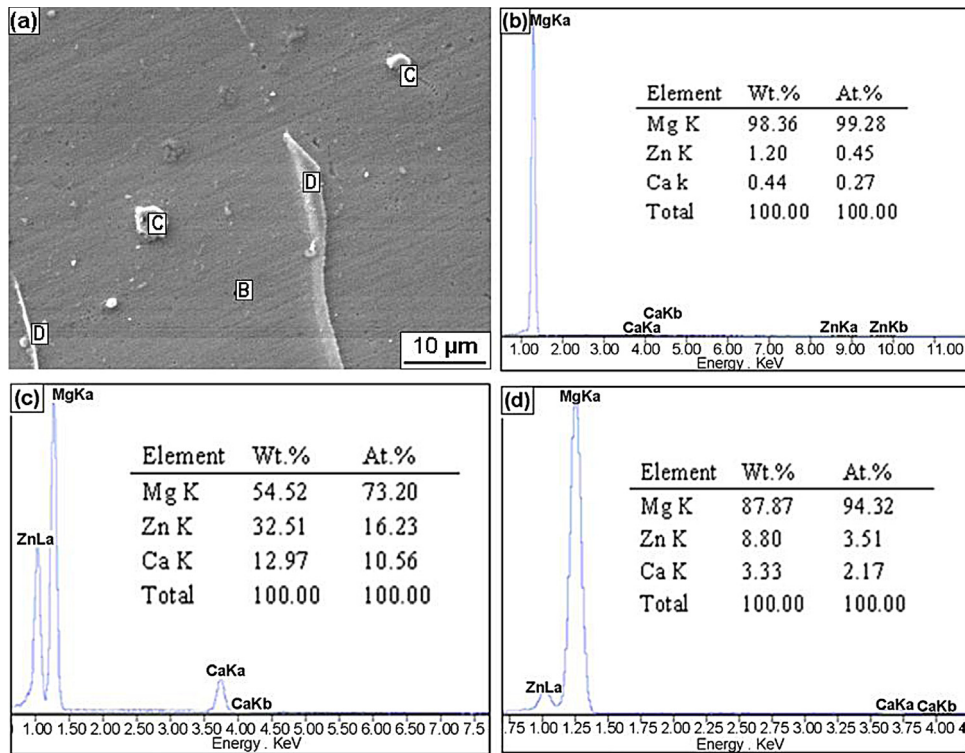 (a)
C
D
C
B
D
10 µm
(b)
MgKa
Element Wt.% At.%
Mg K 98.36 99.28
Zn K 1.20 0.45
Ca k 0.44 0.27
Total 100.00 100.00
CaKb
CaKa ZnKa ZnKb
1.00 2.00 3.00 4.00 5.00 6.00 7.00 8.00 9.00 10.00 11.00
Energy . KeV
(c)
MgKa
Element Wt.% At.%
Mg K 54.52 73.20
Zn K 32.51 16.23
Ca K 12.97 10.56
Total 100.00 100.00
ZnLa
CaKa
CaKb
1.00 1.50 2.00 2.50 3.00 3.50 4.00 4.50 5.00 5.50 6.00 6.50 7.00 7.50
Energy . KeV
(d)
MgKa
Element Wt.% At.%
Mg K 87.87 94.32
Zn K 8.80 3.51
Ca K 3.33 2.17
Total 100.00 100.00
ZnLa
CaKa CaKb
.75 1.00 1.25 1.50 1.75 2.00 2.25 2.50 2.75 3.00 3.25 3.50 3.75 4.00 4
Energy . KeV